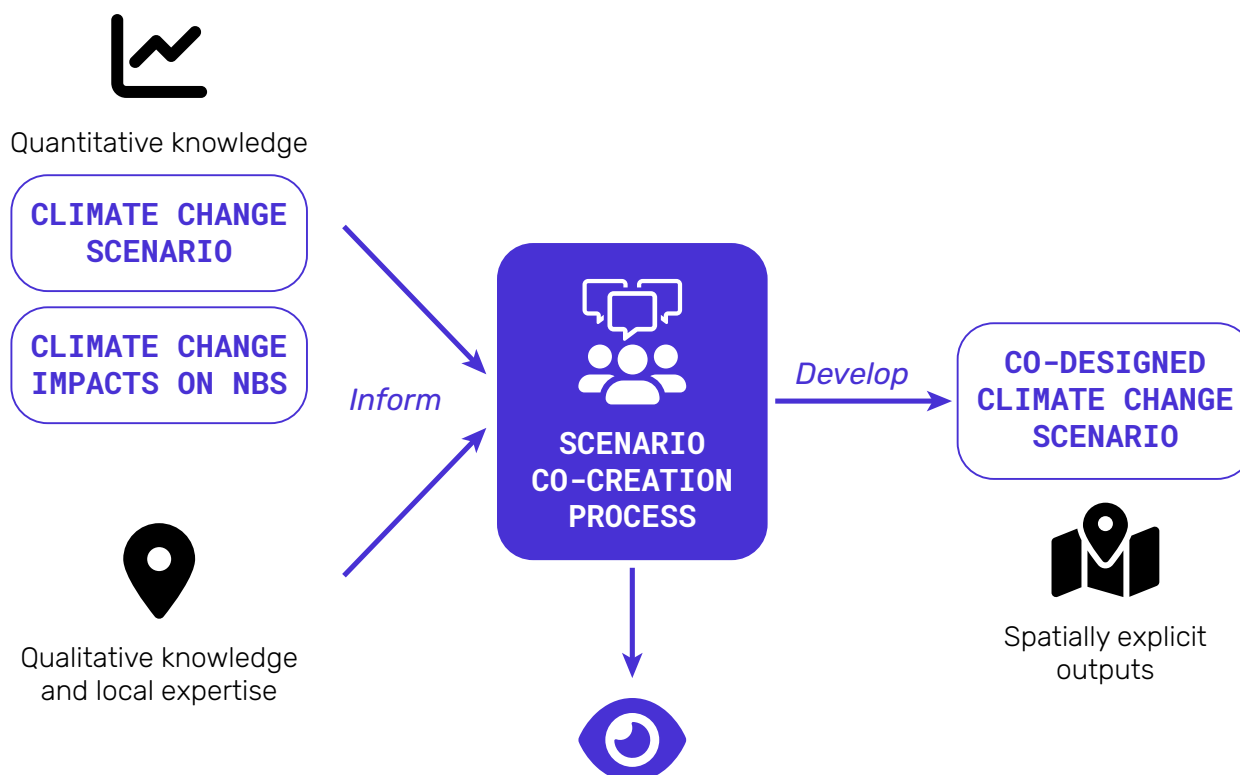 Quantitative knowledge
CLIMATE CHANGE
SCENARIO
CLIMATE CHANGE
IMPACTS ON NBS
Inform
Qualitative knowledge
and local expertise
SCENARIO
CO-CREATION
PROCESS
Develop
CO-DESIGNED
CLIMATE CHANGE
SCENARIO
Spatially explicit
outputs